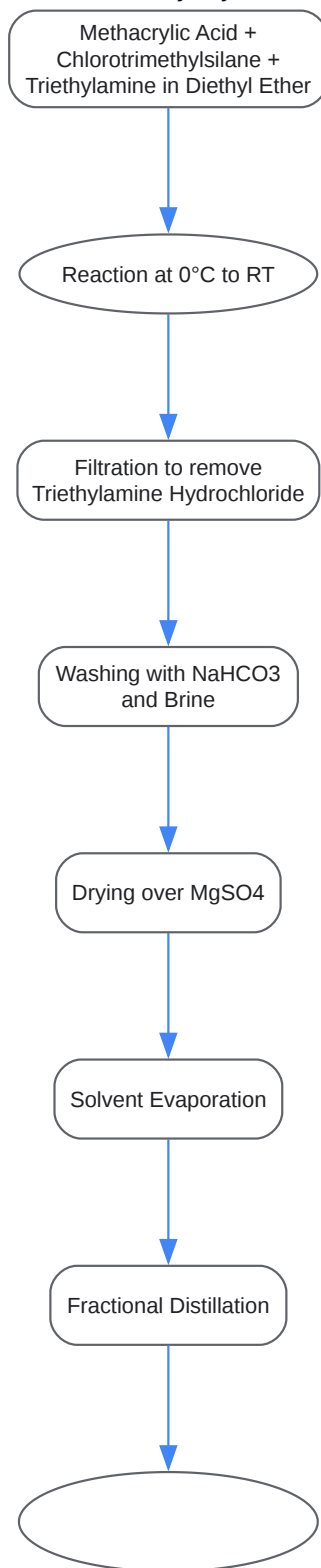 Methacrylic Acid +
Chlorotrimethylsilane +
Triethylamine in Diethyl Ether
Reaction at 0°C to RT
Filtration to remove
Triethylamine Hydrochloride
Washing with NaHCO3
and Brine
Drying over MgSO4
Solvent Evaporation
Fractional Distillation